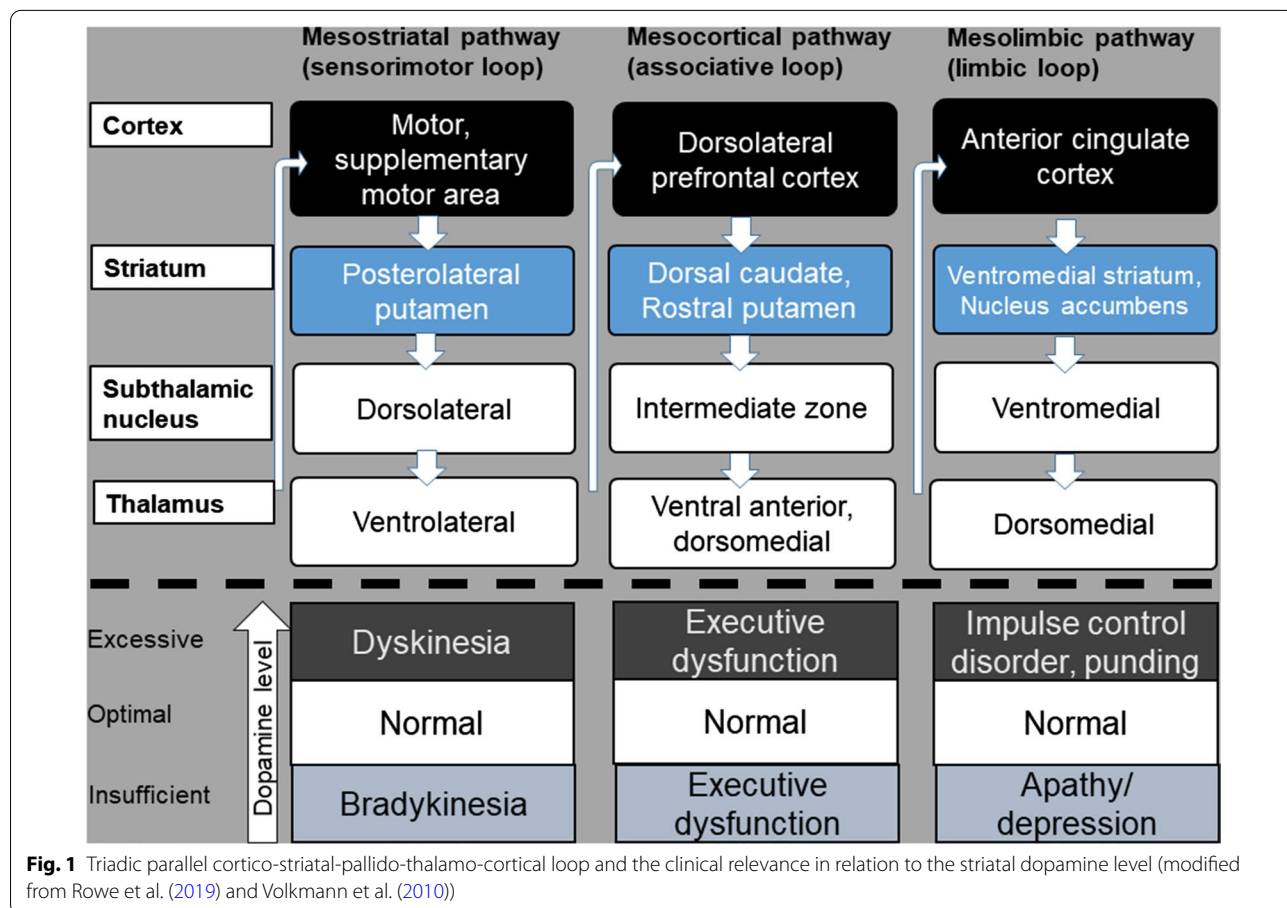 Mesostriatal pathway
(sensorimotor loop)
Mesocortical pathway
(associative loop)
Mesolimbic pathway
(limbic loop)
Cortex
Motor,
supplementary
motor area
Dorsolateral
prefrontal cortex
Anterior cingulate
cortex
Striatum
Posterolateral
putamen
Dorsal caudate,
Rostral putamen
Ventromedial striatum,
Nucleus accumbens
Subthalamic
nucleus
Dorsolateral
Intermediate zone
Ventromedial
Thalamus
Ventrolateral
Ventral anterior,
dorsomedial
Dorsomedial
Dopamine level
Excessive
Dyskinesia
Executive
dysfunction
Impulse control
disorder, punding
Optimal
Normal
Normal
Normal
Insufficient
Bradykinesia
Executive
dysfunction
Apathy/
depression
Fig. 1 Triadic parallel cortico-striatal-pallido-thalamo-cortical loop and the clinical relevance in relation to the striatal dopamine level (modified
from Rowe et al. (2019) and Volkmann et al. (2010))